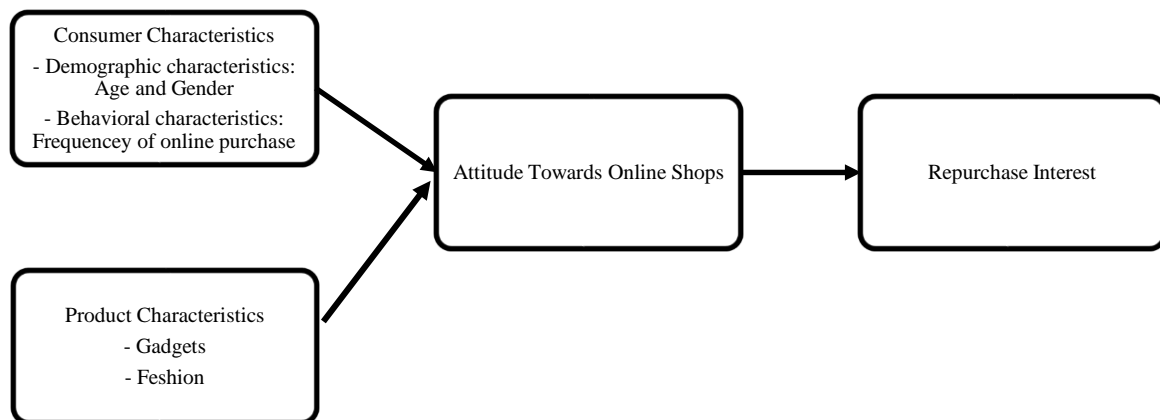 Consumer Characteristics
- Demographic characteristics:
Age and Gender
- Behavioral characteristics:
Frequencey of online purchase
Attitude Towards Online Shops
Repurchase Interest
Product Characteristics
- Gadgets
- Feshion